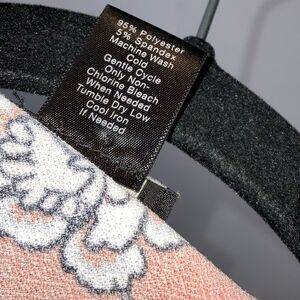 95% Polyester
5% Spandex
Machine Wash
Cold
Gentle Cycle
Only Non-
Chlorine Bleach
When Needed
Tumble Dry Low
Cool Iron
If Needed